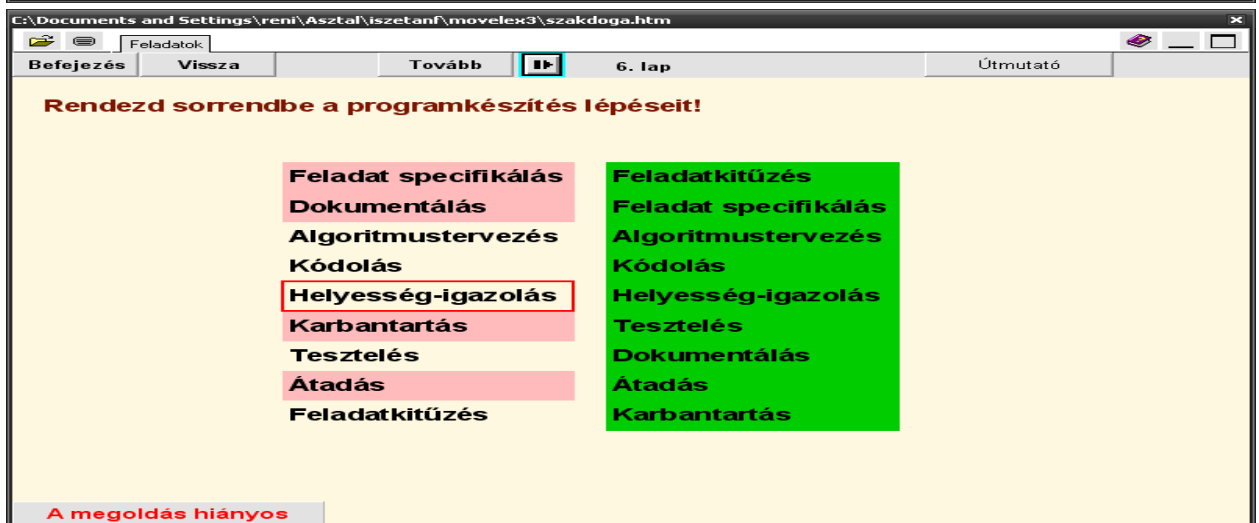 C:\Documents and Settings\reni\Asztal\iszetanf\movelex3\szakdoga.htm
Feladatok
Befejezés Vissza Tovább 6. lap Útmutató
Rendezd sorrendbe a programkészítés lépéseit!
Feladat specifikálás Feladatkitűzés
Dokumentálás Feladat specifikálás
Algoritmustervezés Algoritmustervezés
Kódolás Kódolás
Helyesség-igazolás Helyesség-igazolás
Karbantartás Tesztelés
Tesztelés Dokumentálás
Átadás Átadás
Feladatkitűzés Karbantartás
A megoldás hiányos